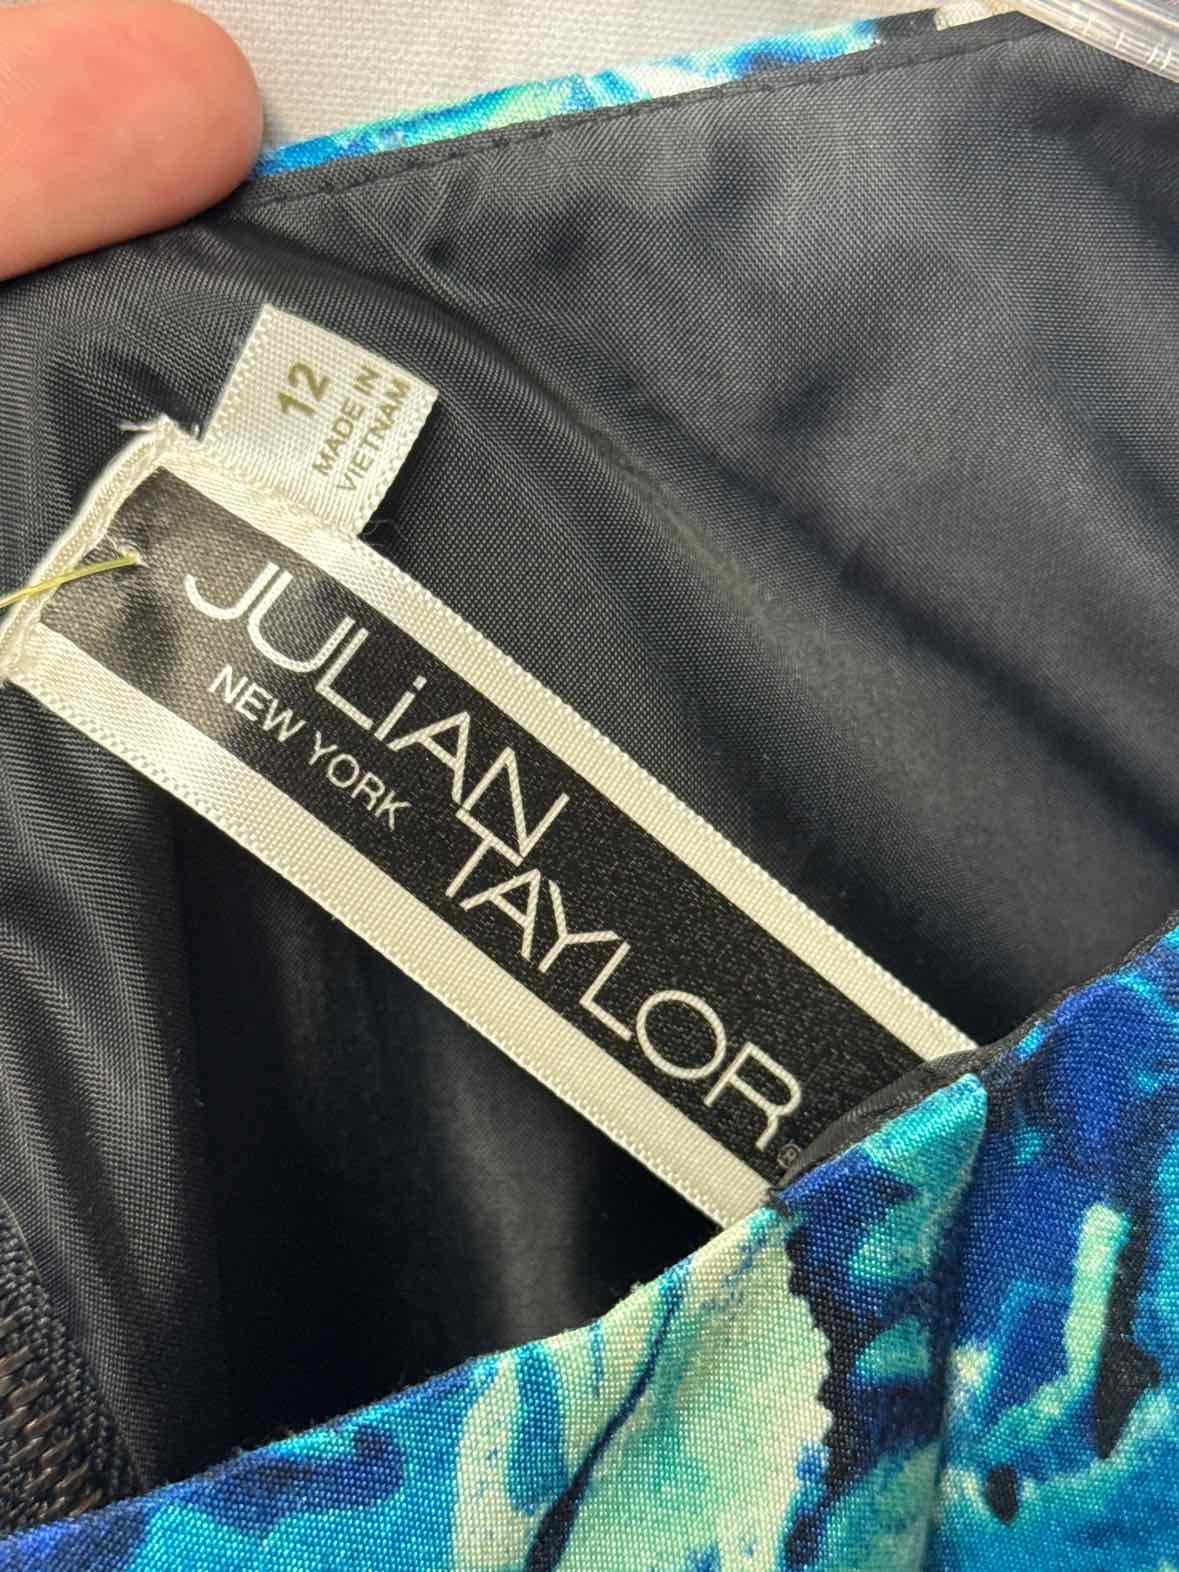 12
MADE IN
VIETNAM
JULiAN
NEW YORK
TAYLOR®